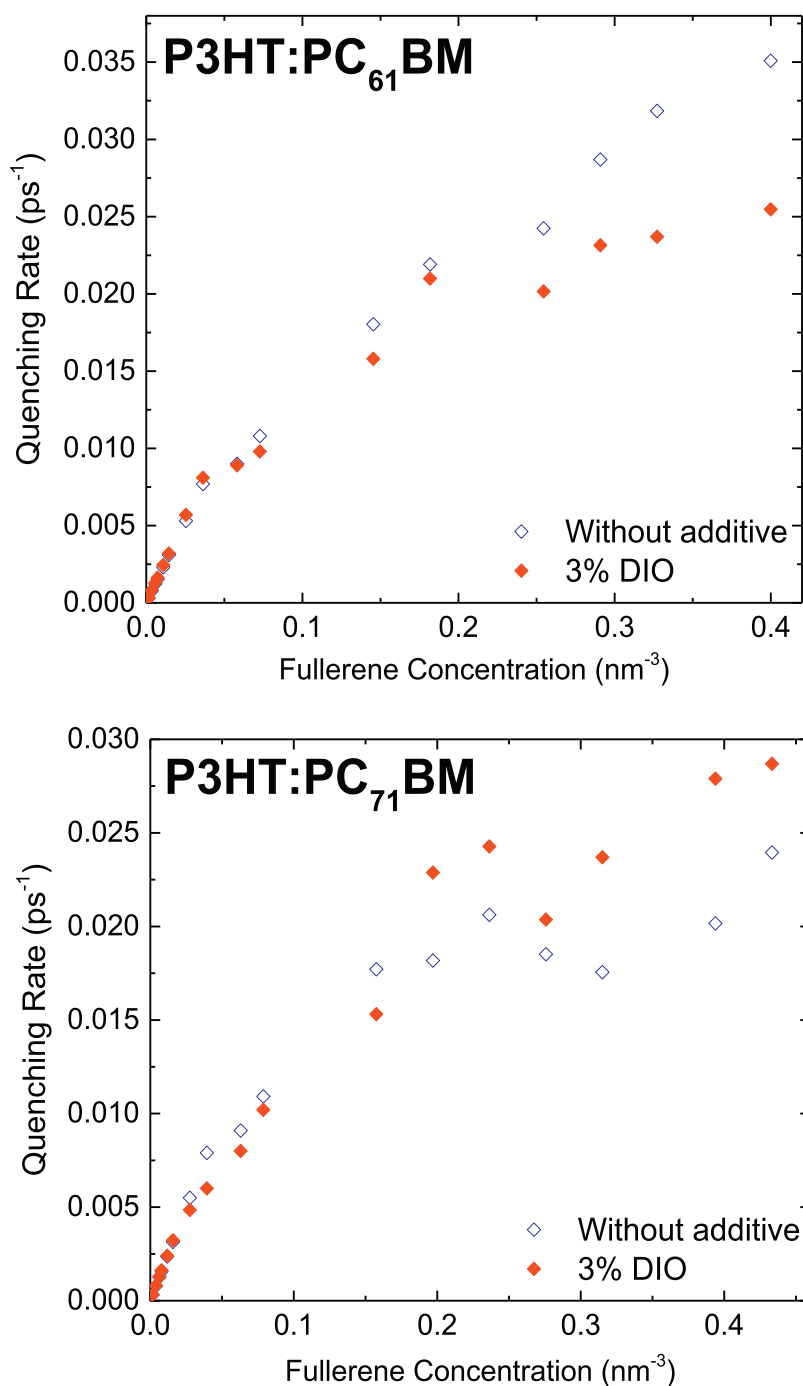 P3HT:PC₆₁BM
0.035
0.030
0.025
0.020
0.015
0.010
0.005
0.000
Quenching Rate (ps⁻¹)
Without additive
3% DIO
0.0 0.1 0.2 0.3 0.4
Fullerene Concentration (nm⁻³)
P3HT:PC₇₁BM
0.030
0.025
0.020
0.015
0.010
0.005
0.000
Quenching Rate (ps⁻¹)
Without additive
3% DIO
0.0 0.1 0.2 0.3 0.4
Fullerene Concentration (nm⁻³)